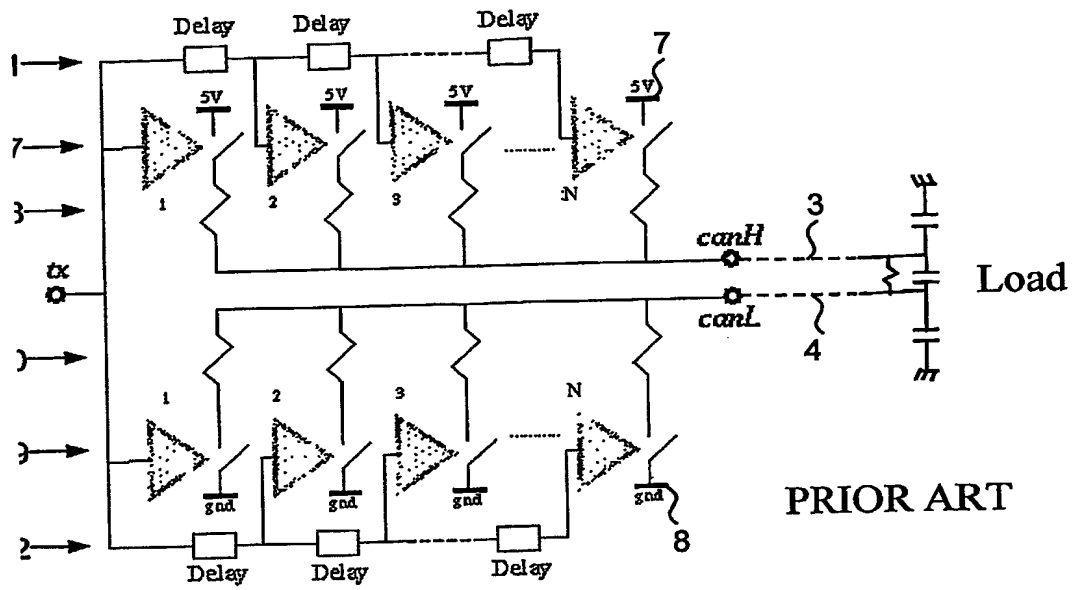 Delay Delay Delay
7
5V 5V 5V 5V
1 2 3 N
tx
canH
3
canL
4
Load
1 2 3 N
gnd gnd gnd gnd
8
PRIOR ART
Delay Delay Delay